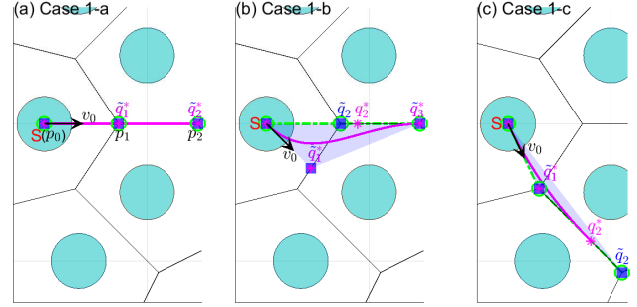 (a) Case 1-a
q̃₁* q̃₂*
v₀
S(p₀) p₁ p₂
(b) Case 1-b
q̃₂ q₂* q̃₃*
S
v₀
q̃₁*
(c) Case 1-c
S
v₀
q̃₁*
q₂*
q̃₂